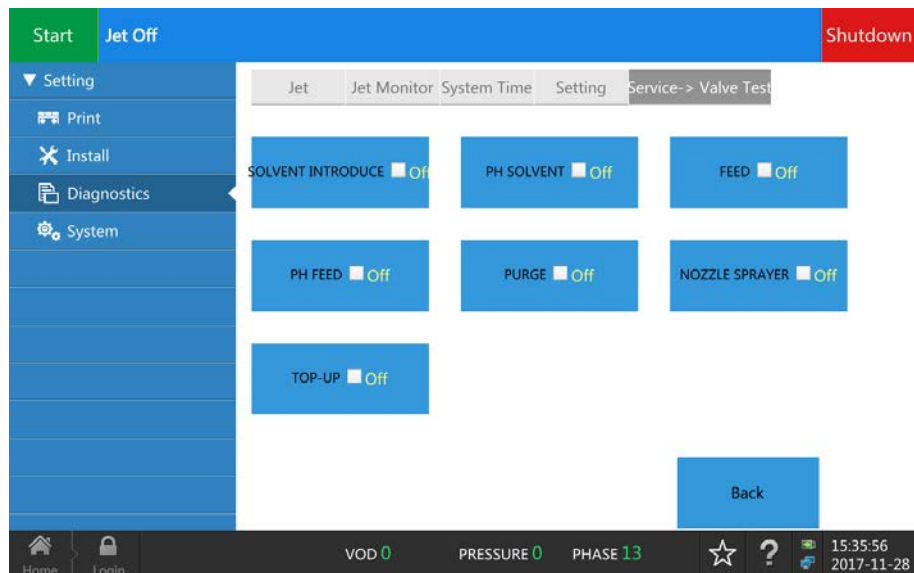 Start
Jet Off
Shutdown
Setting
Print
Install
Diagnostics
System
Jet
Jet Monitor
System Time
Setting
Service-> Valve Test
SOLVENT INTRODUCE Off
PH SOLVENT Off
FEED Off
PH FEED Off
PURGE Off
NOZZLE SPRAYER Off
TOP-UP Off
Back
Home
Login
VOD 0
PRESSURE 0
PHASE 13
?
15:35:56
2017-11-28